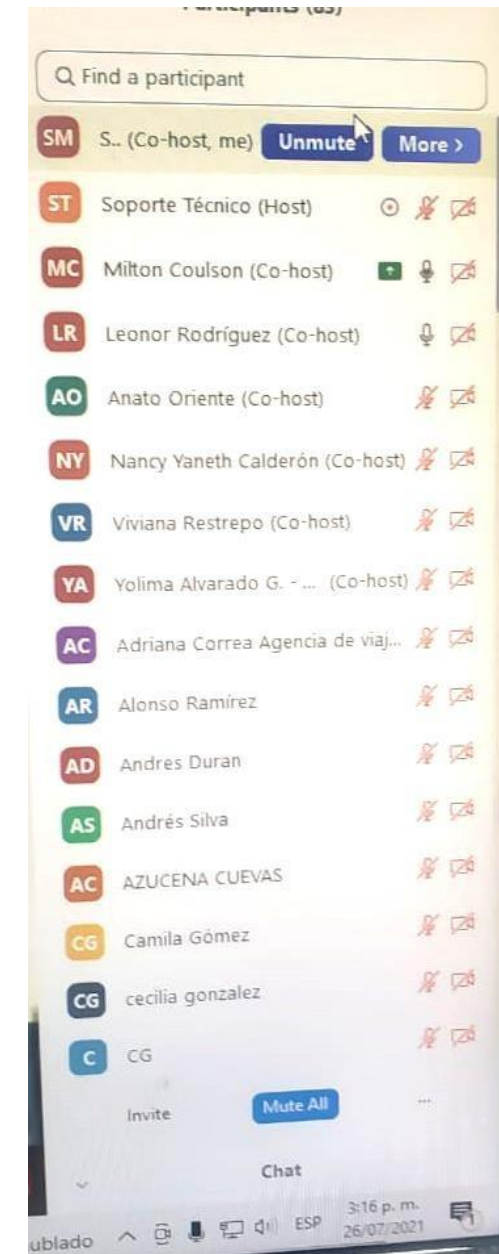 Participants (83)
Find a participant
SM S.. (Co-host, me) Unmute More >
ST Soporte Técnico (Host)
MC Milton Coulson (Co-host)
LR Leonor Rodríguez (Co-host)
AO Anato Oriente (Co-host)
NY Nancy Yaneth Calderón (Co-host)
VR Viviana Restrepo (Co-host)
YA Yolima Alvarado G. - ... (Co-host)
AC Adriana Correa Agencia de viaj...
AR Alonso Ramírez
AD Andres Duran
AS Andrés Silva
AC AZUCENA CUEVAS
CG Camila Gómez
CG cecilia gonzalez
C CG
Invite Mute All ...
Chat
ublado ESP 3:16 p. m.
26/07/2021 1